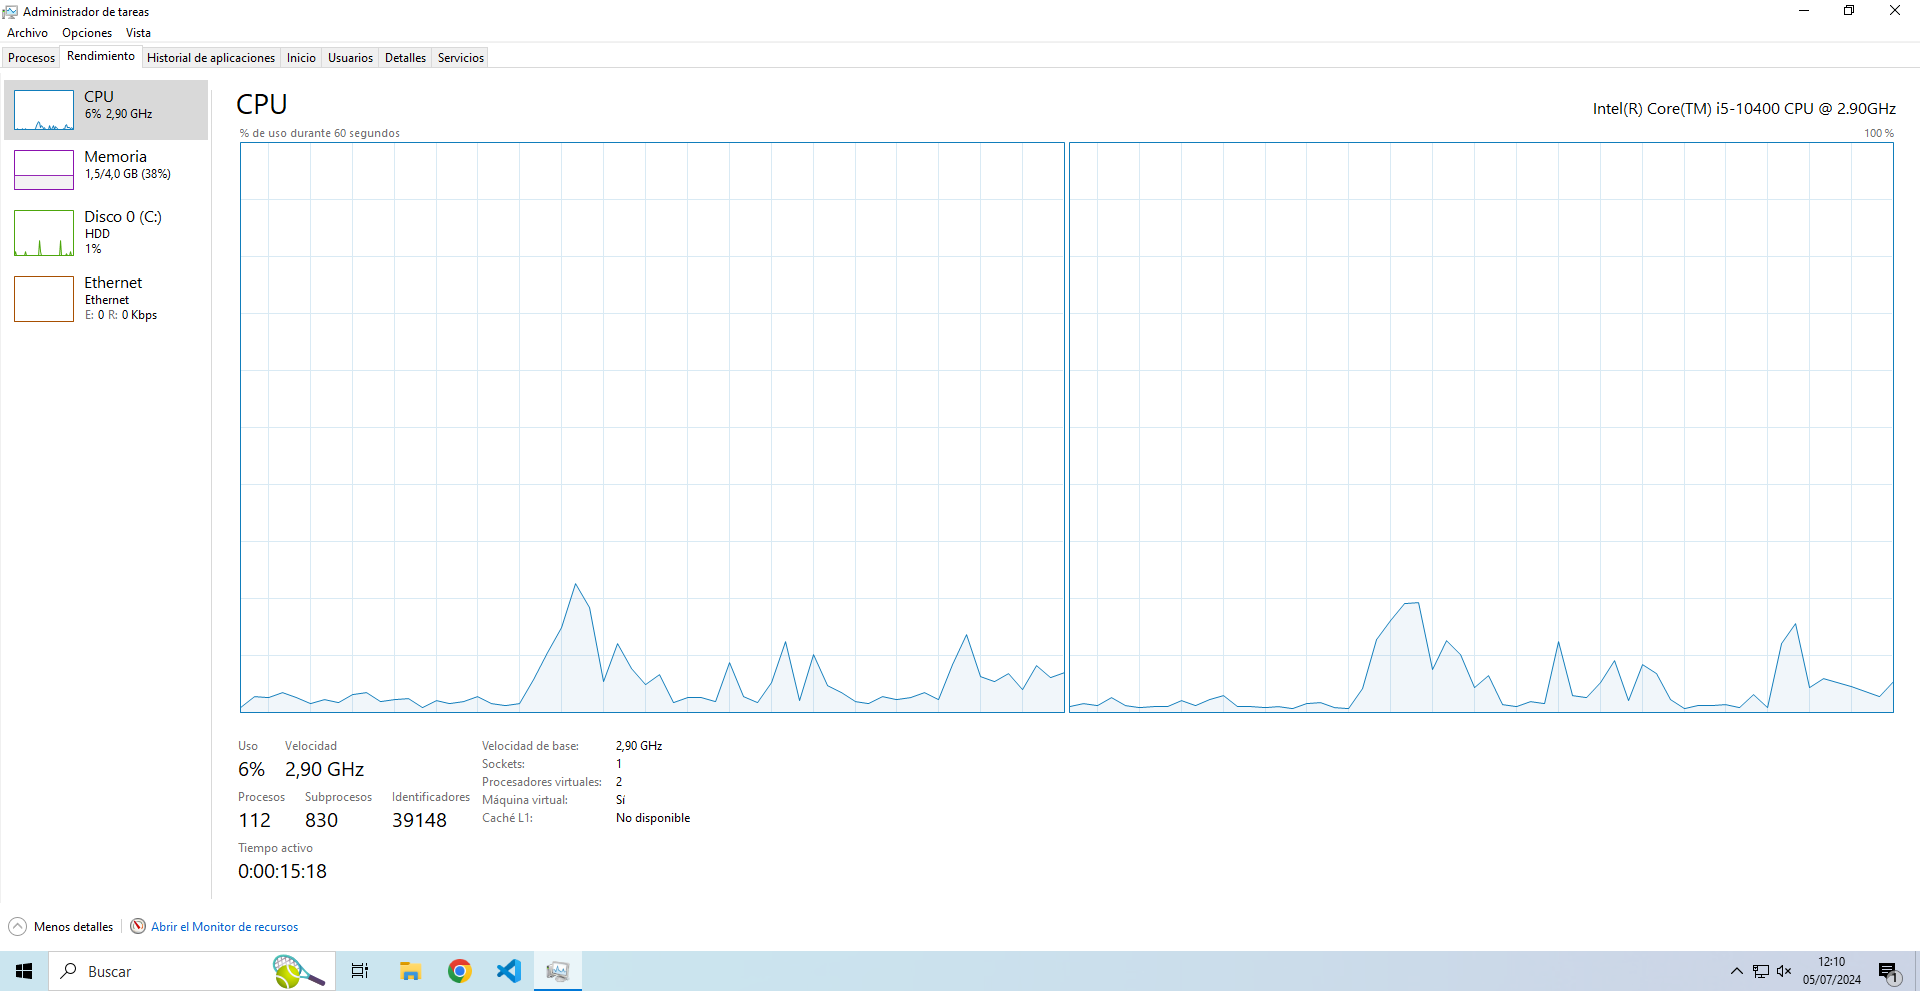 Administrador de tareas
Archivo Opciones Vista
Procesos Rendimiento Historial de aplicaciones Inicio Usuarios Detalles Servicios
CPU
6% 2,90 GHz
Memoria
1,5/4,0 GB (38%)
Disco 0 (C:)
HDD
1%
Ethernet
Ethernet
E: 0 R: 0 Kbps
CPU
Intel(R) Core(TM) i5-10400 CPU @ 2.90GHz
% de uso durante 60 segundos
100 %
Uso Velocidad
6% 2,90 GHz
Procesos Subprocesos Identificadores
112 830 39148
Tiempo activo
0:00:15:18
Velocidad de base: 2,90 GHz
Sockets: 1
Procesadores virtuales: 2
Máquina virtual: Sí
Caché L1: No disponible
Menos detalles Abrir el Monitor de recursos
Buscar
12:10
05/07/2024
1